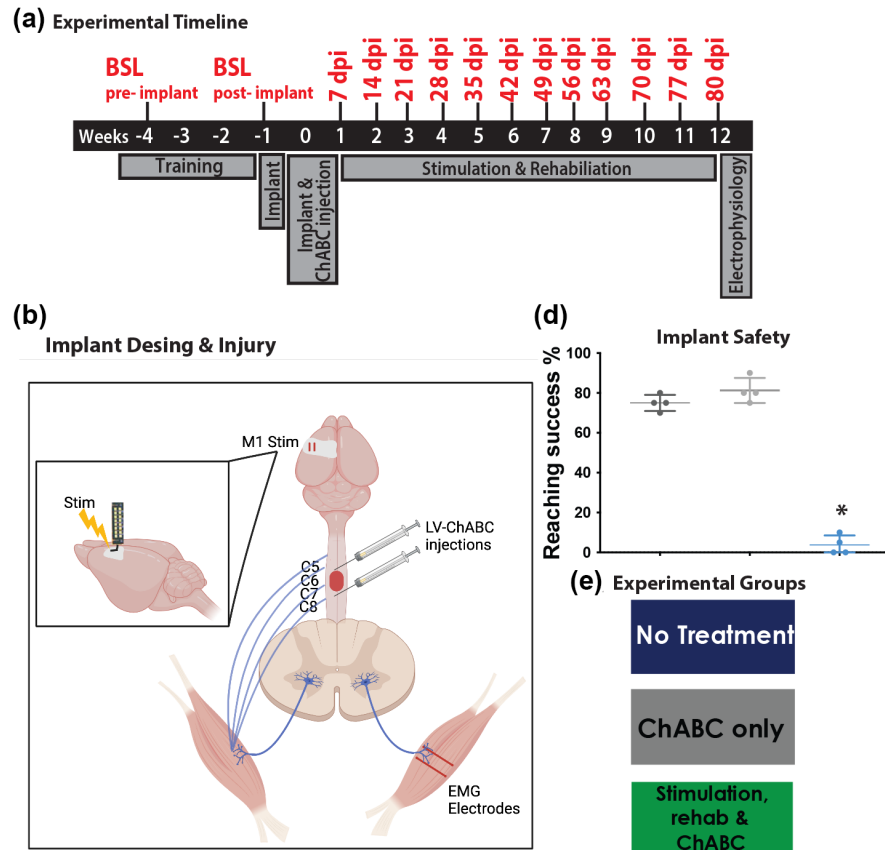 (a) Experimental Timeline
BSL
pre- implant
BSL
post- implant
7 dpi
14 dpi
21 dpi
28 dpi
35 dpi
42 dpi
49 dpi
56 dpi
63 dpi
70 dpi
77 dpi
80 dpi
Weeks -4 -3 -2 -1 0 1 2 3 4 5 6 7 8 9 10 11 12
Training
Implant
Implant &
ChABC injection
Stimulation & Rehabiliation
Electrophysiology
(b)
Implant Desing & Injury
M1 Stim
Stim
LV-ChABC
injections
C5
C6
C7
C8
EMG
Electrodes
(d)
Implant Safety
Reaching success %
100
80
60
40
20
0
*
(e) Experimental Groups
No Treatment
ChABC only
Stimulation,
rehab &
ChABC